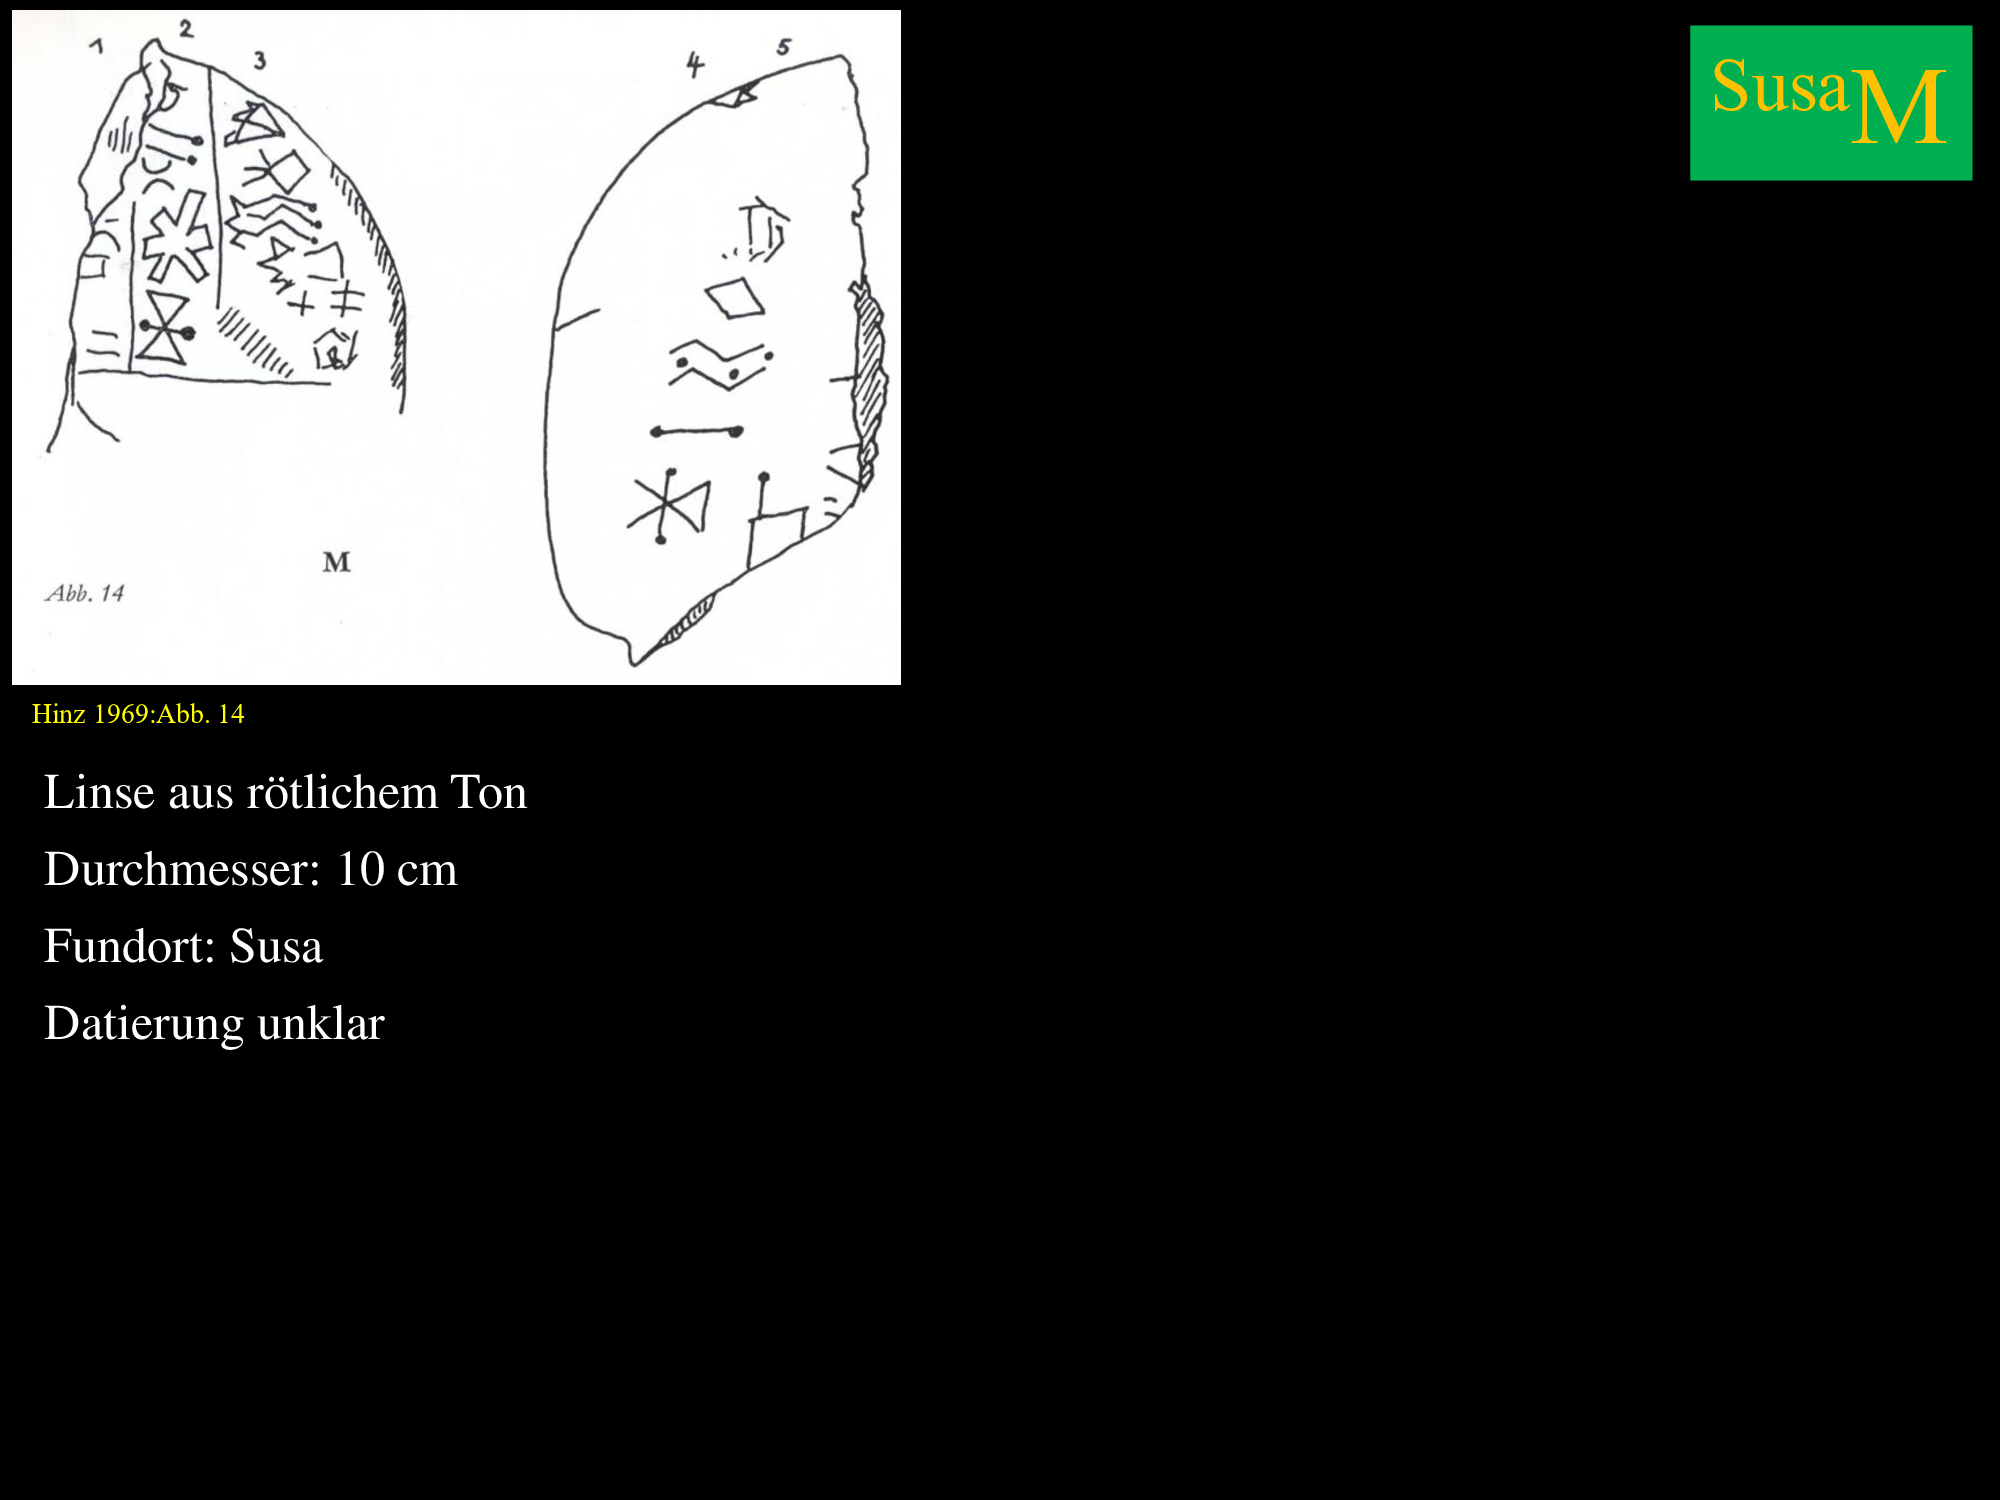 1 2 3 4 5
M
Abb. 14
Susa M
Hinz 1969:Abb. 14
Linse aus rötlichem Ton
Durchmesser: 10 cm
Fundort: Susa
Datierung unklar